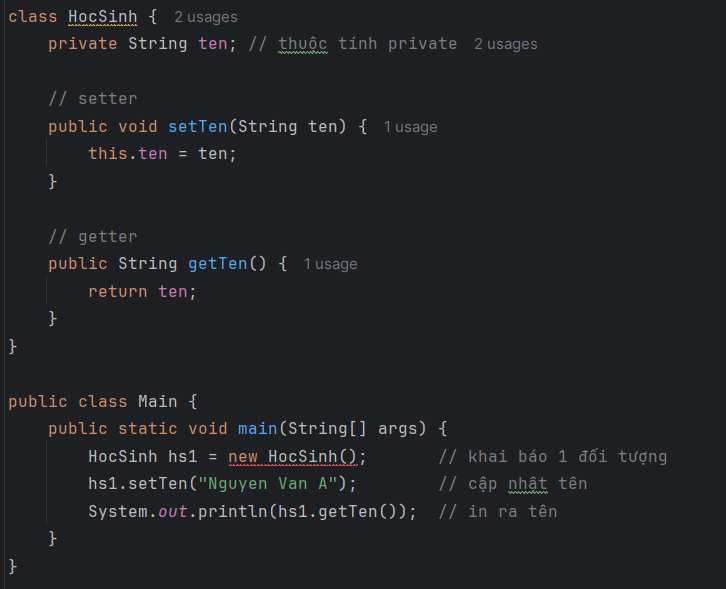 class HocSinh {  2 usages
    private String ten; // thuộc tính private  2 usages

    // setter
    public void setTen(String ten) {  1 usage
        this.ten = ten;
    }

    // getter
    public String getTen() {  1 usage
        return ten;
    }
}

public class Main {
    public static void main(String[] args) {
        HocSinh hs1 = new HocSinh();       // khai báo 1 đối tượng
        hs1.setTen("Nguyen Van A");        // cập nhật tên
        System.out.println(hs1.getTen());  // in ra tên
    }
}